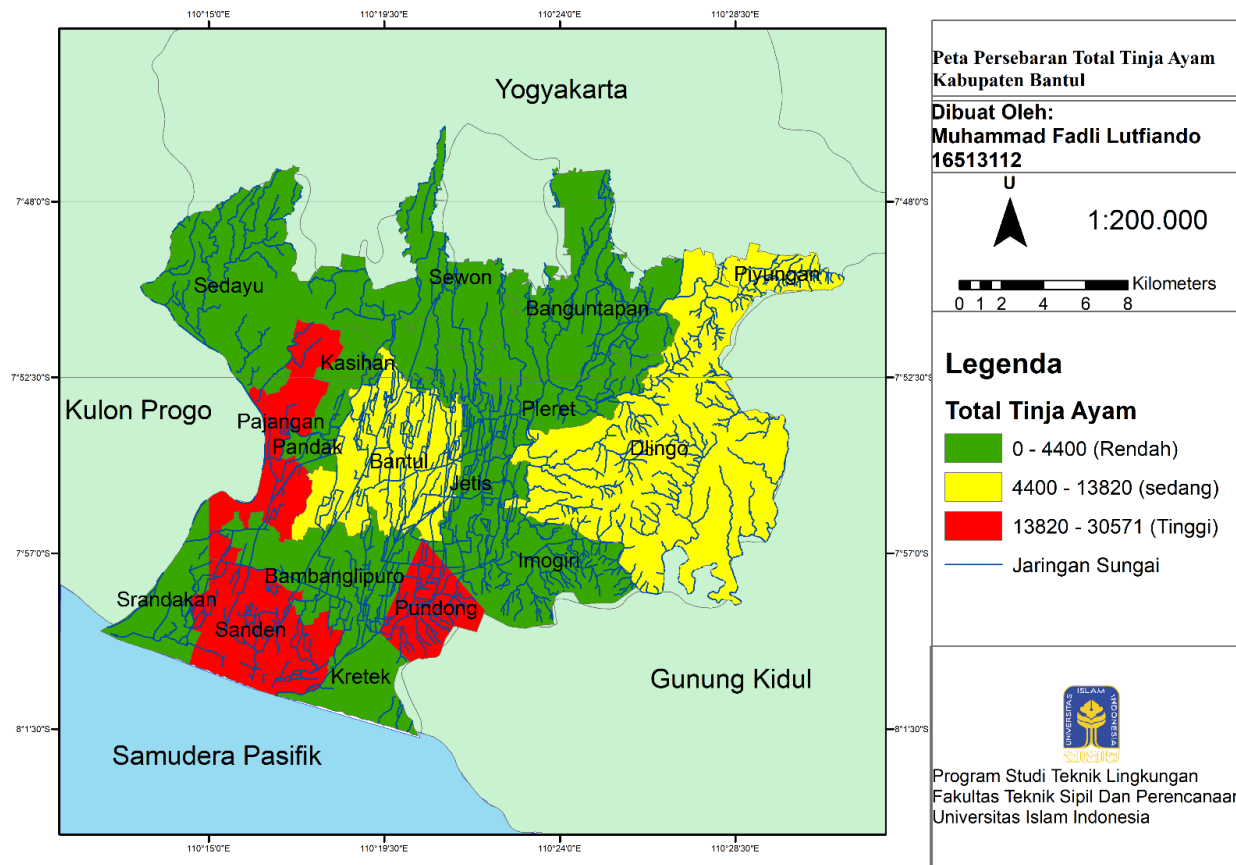 110°15'0"E 110°19'30"E 110°24'0"E 110°28'30"E
Yogyakarta
7°48'0"S 7°48'0"S
Piyungan
Sewon
Sedayu
Banguntapan
Kasihan
7°52'30"S 7°52'30"S
Kulon Progo
Pleret
Pajangan
Pandak
Dlingo
Bantul
Jetis
7°57'0"S 7°57'0"S
Imogiri
Bambanglipuro
Srandakan
Pundong
Sanden
Kretek
Gunung Kidul
8°1'30"S 8°1'30"S
Samudera Pasifik
110°15'0"E 110°19'30"E 110°24'0"E 110°28'30"E
Peta Persebaran Total Tinja Ayam
Kabupaten Bantul
Dibuat Oleh:
Muhammad Fadli Lutfiando
16513112
U
1:200.000
Kilometers
0 1 2 4 6 8
Legenda
Total Tinja Ayam
0 - 4400 (Rendah)
4400 - 13820 (sedang)
13820 - 30571 (Tinggi)
Jaringan Sungai
UNIVERSITAS ISLAM INDONESIA
Program Studi Teknik Lingkungan
Fakultas Teknik Sipil Dan Perencanaan
Universitas Islam Indonesia